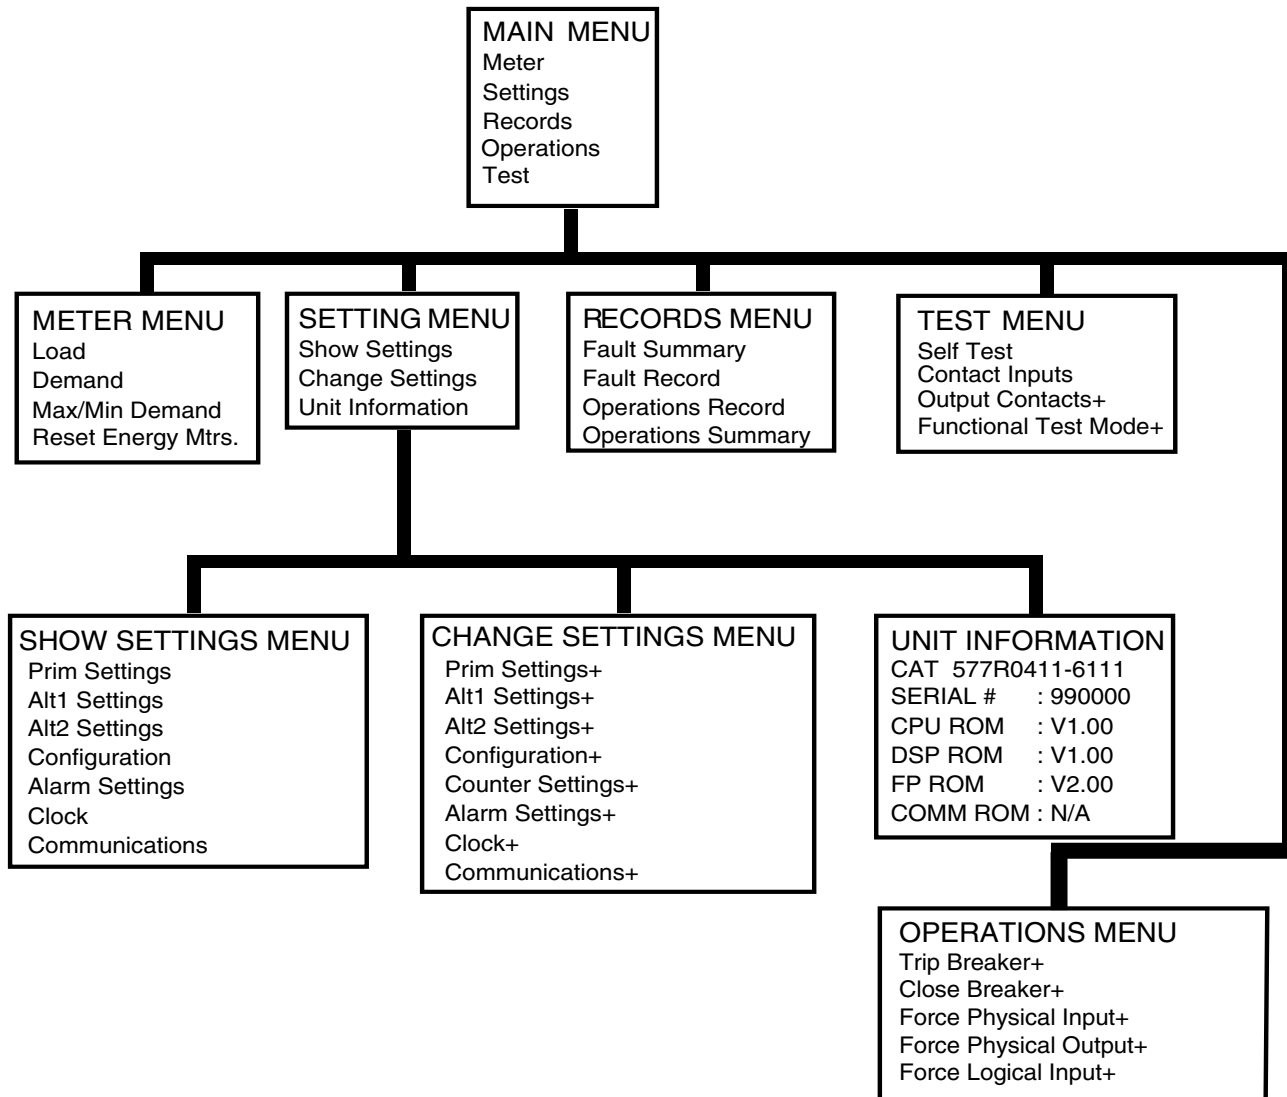 MAIN MENU
Meter
Settings
Records
Operations
Test
METER MENU
Load
Demand
Max/Min Demand
Reset Energy Mtrs.
SETTING MENU
Show Settings
Change Settings
Unit Information
RECORDS MENU
Fault Summary
Fault Record
Operations Record
Operations Summary
TEST MENU
Self Test
Contact Inputs
Output Contacts+
Functional Test Mode+
SHOW SETTINGS MENU
Prim Settings
Alt1 Settings
Alt2 Settings
Configuration
Alarm Settings
Clock
Communications
CHANGE SETTINGS MENU
Prim Settings+
Alt1 Settings+
Alt2 Settings+
Configuration+
Counter Settings+
Alarm Settings+
Clock+
Communications+
UNIT INFORMATION
CAT 577R0411-6111
SERIAL # : 990000
CPU ROM : V1.00
DSP ROM : V1.00
FP ROM : V2.00
COMM ROM : N/A
OPERATIONS MENU
Trip Breaker+
Close Breaker+
Force Physical Input+
Force Physical Output+
Force Logical Input+